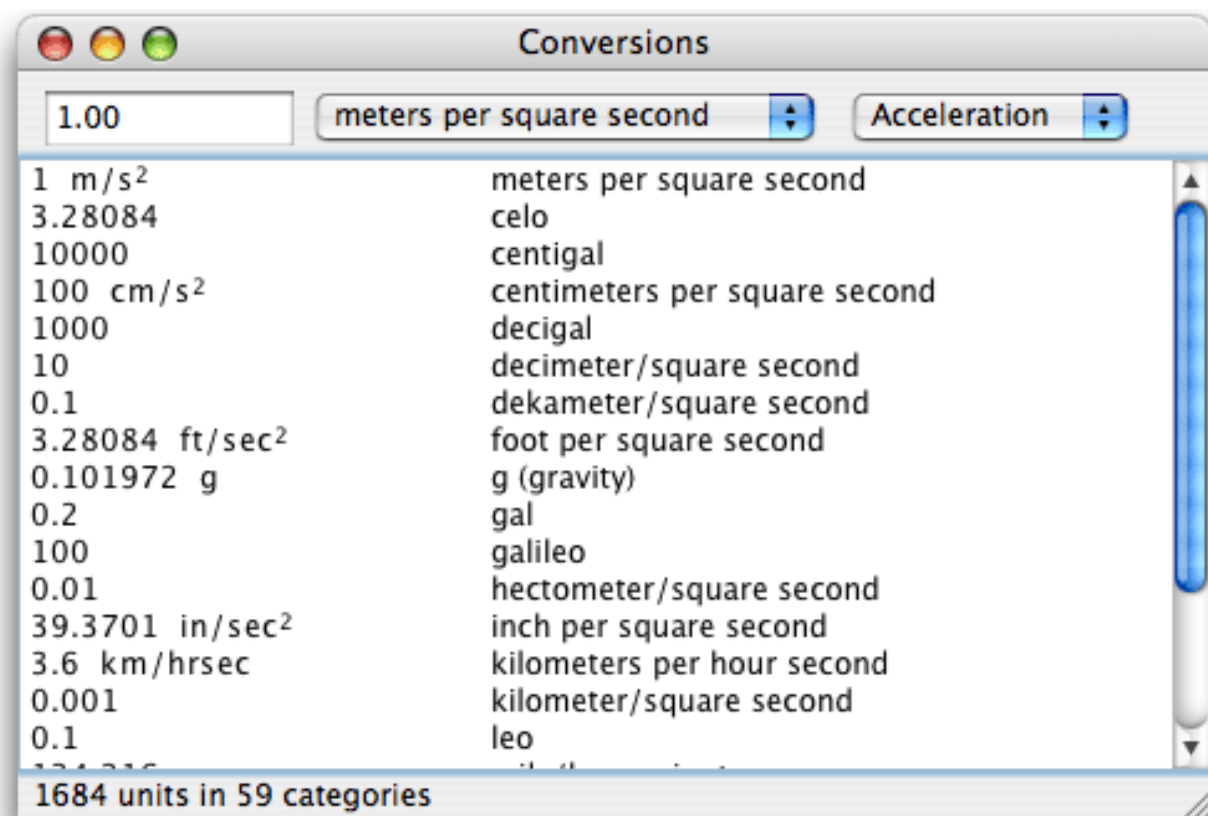 Conversions
1.00 meters per square second Acceleration
1 m/s² meters per square second
3.28084 celo
10000 centigal
100 cm/s² centimeters per square second
1000 decigal
10 decimeter/square second
0.1 dekameter/square second
3.28084 ft/sec² foot per square second
0.101972 g g (gravity)
0.2 gal
100 galileo
0.01 hectometer/square second
39.3701 in/sec² inch per square second
3.6 km/hrsec kilometers per hour second
0.001 kilometer/square second
0.1 leo
1684 units in 59 categories